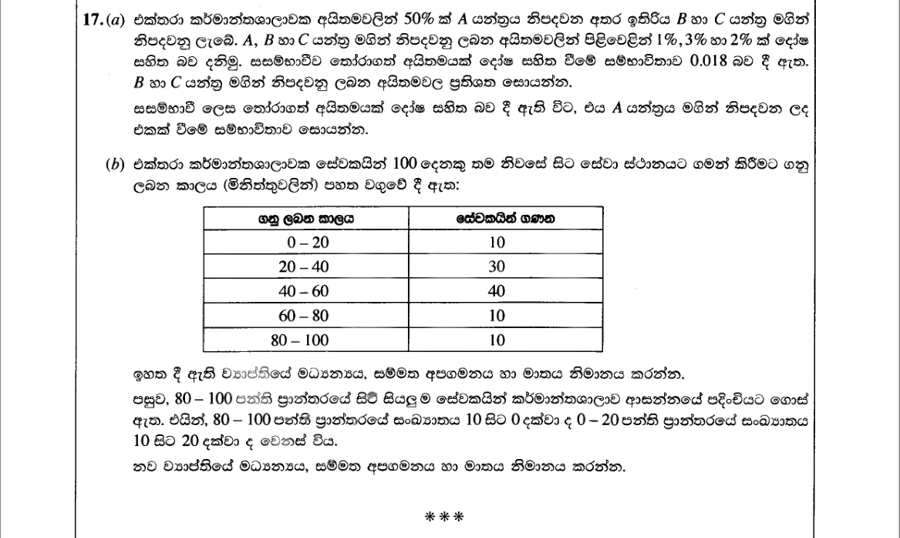 17.(a) එක්තරා කර්මාන්තශාලාවක අයිතමවලින් 50% ක් A යන්ත්‍රය නිපදවන අතර ඉතිරිය B හා C යන්ත්‍ර මගින්
නිපදවනු ලැබේ. A, B හා C යන්ත්‍ර මගින් නිපදවනු ලබන අයිතමවලින් පිළිවෙළින් 1%, 3% හා 2% ක් දෝෂ
සහිත බව දනිමු. සසම්භාවීව තෝරාගත් අයිතමයක් දෝෂ සහිත වීමේ සම්භාවිතාව 0.018 බව දී ඇත.
B හා C යන්ත්‍ර මගින් නිපදවනු ලබන අයිතමවල ප්‍රතිශත සොයන්න.
සසම්භාවී ලෙස තෝරාගත් අයිතමයක් දෝෂ සහිත බව දී ඇති විට, එය A යන්ත්‍රය මගින් නිපදවන ලද
එකක් වීමේ සම්භාවිතාව සොයන්න.
(b) එක්තරා කර්මාන්තශාලාවක සේවකයින් 100 දෙනකු තම නිවසේ සිට සේවා ස්ථානයට ගමන් කිරීමට ගනු
ලබන කාලය (මිනිත්තුවලින්) පහත වගුවේ දී ඇත:
ගනු ලබන කාලය සේවකයින් ගණන
0 – 20 10
20 – 40 30
40 – 60 40
60 – 80 10
80 – 100 10
ඉහත දී ඇති ව්‍යාප්තියේ මධ්‍යන්‍යය, සම්මත අපගමනය හා මාතය නිමානය කරන්න.
පසුව, 80 – 100 පන්ති ප්‍රාන්තරයේ සිටි සියලු ම සේවකයින් කර්මාන්තශාලාව ආසන්නයේ පදිංචියට ගොස්
ඇත. එයින්, 80 – 100 පන්ති ප්‍රාන්තරයේ සංඛ්‍යාතය 10 සිට 0 දක්වා ද 0 – 20 පන්ති ප්‍රාන්තරයේ සංඛ්‍යාතය
10 සිට 20 දක්වා ද වෙනස් විය.
නව ව්‍යාප්තියේ මධ්‍යන්‍යය, සම්මත අපගමනය හා මාතය නිමානය කරන්න.
* * *